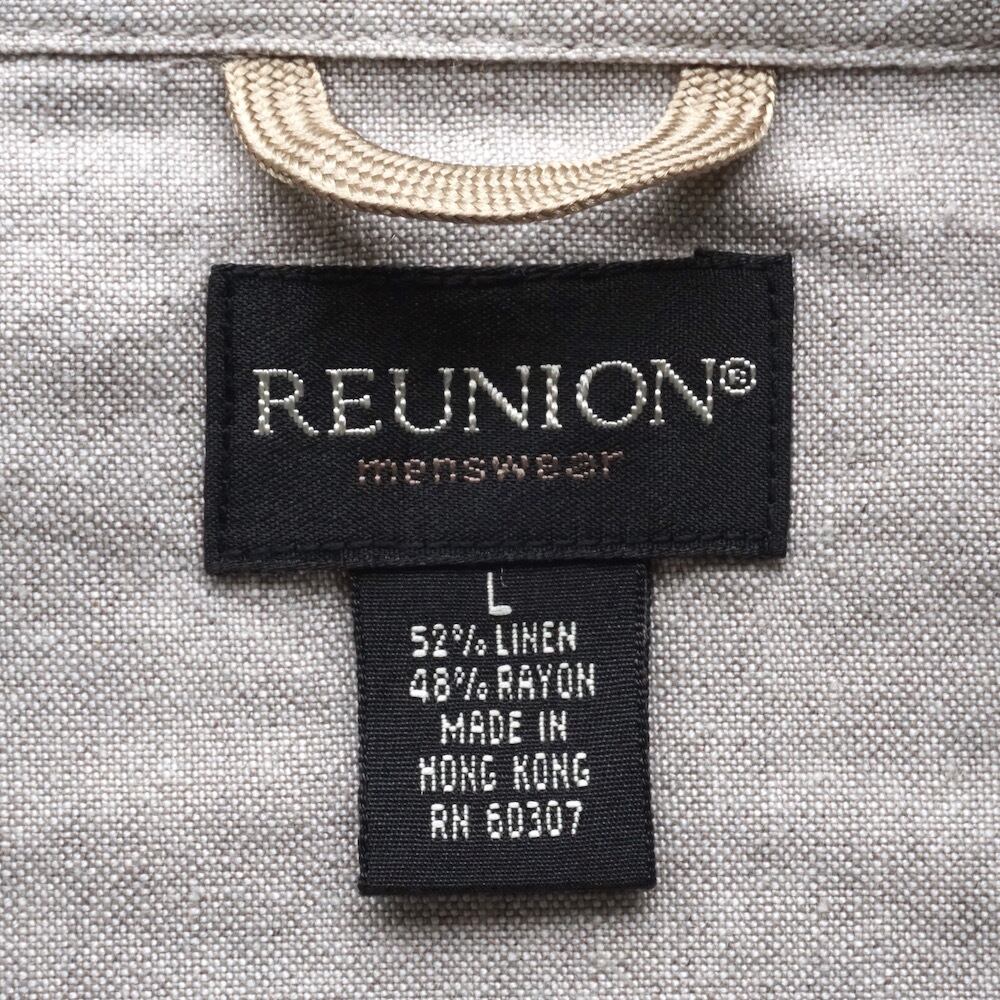 REUNION®
menswear
L
52% LINEN
48% RAYON
MADE IN
HONG KONG
RN 60307